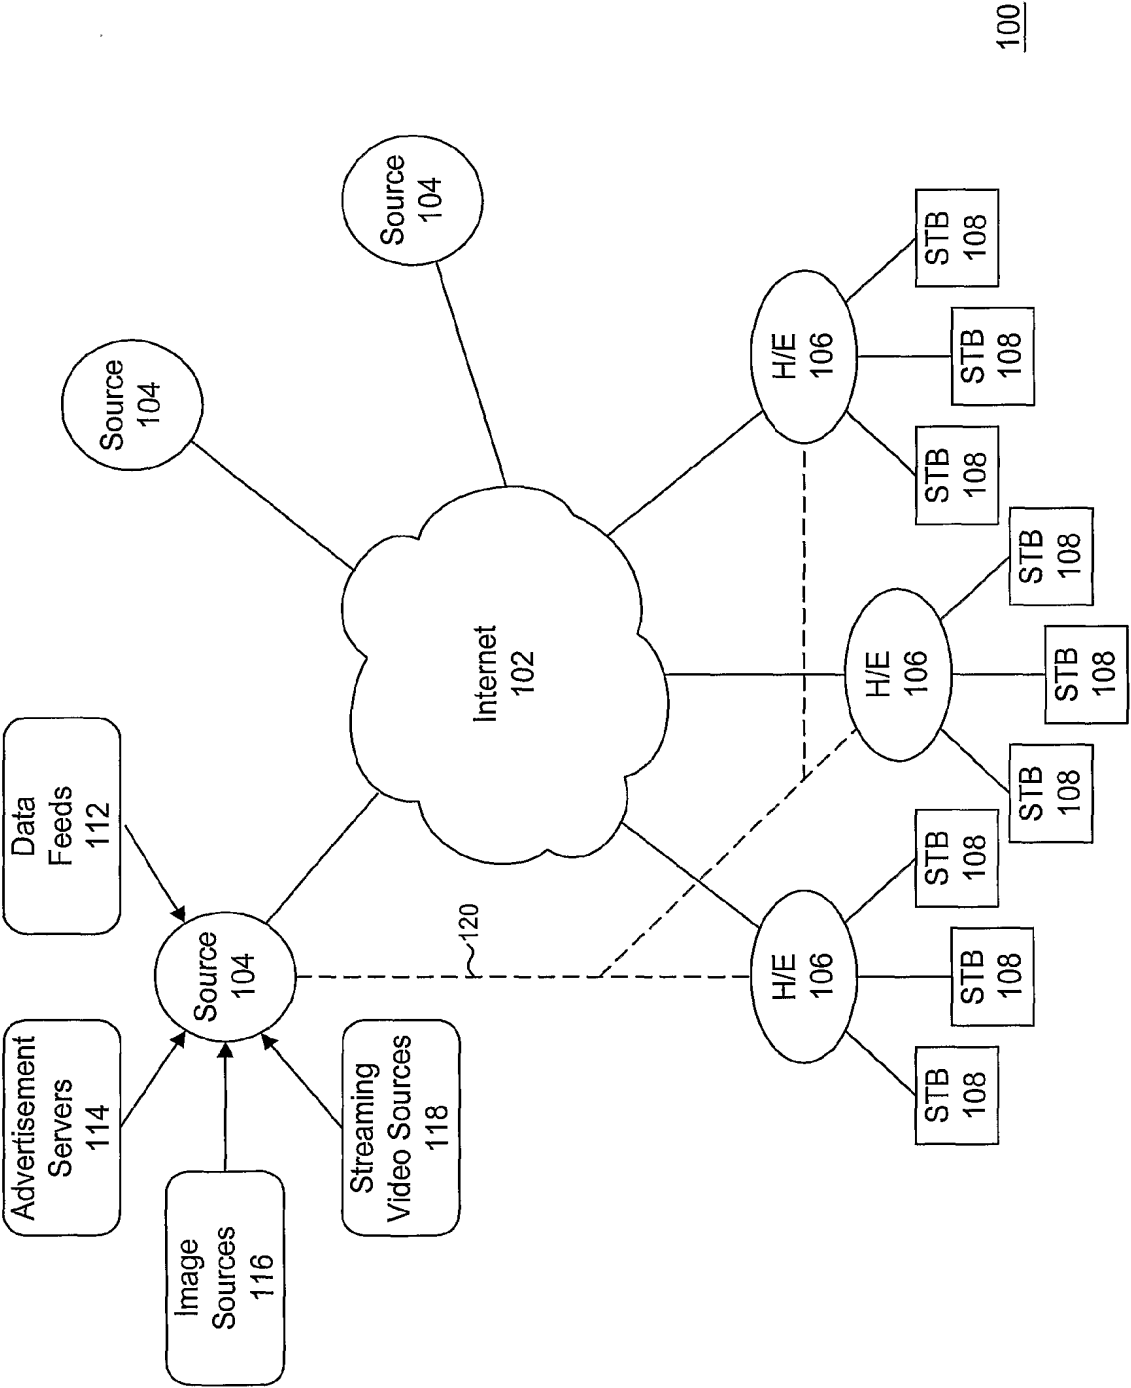 100
Advertisement
Servers
114
Data
Feeds
112
Image
Sources
116
Source
104
Streaming
Video Sources
118
120
Source
104
Source
104
Internet
102
H/E
106
H/E
106
H/E
106
STB
108
STB
108
STB
108
STB
108
STB
108
STB
108
STB
108
STB
108
STB
108